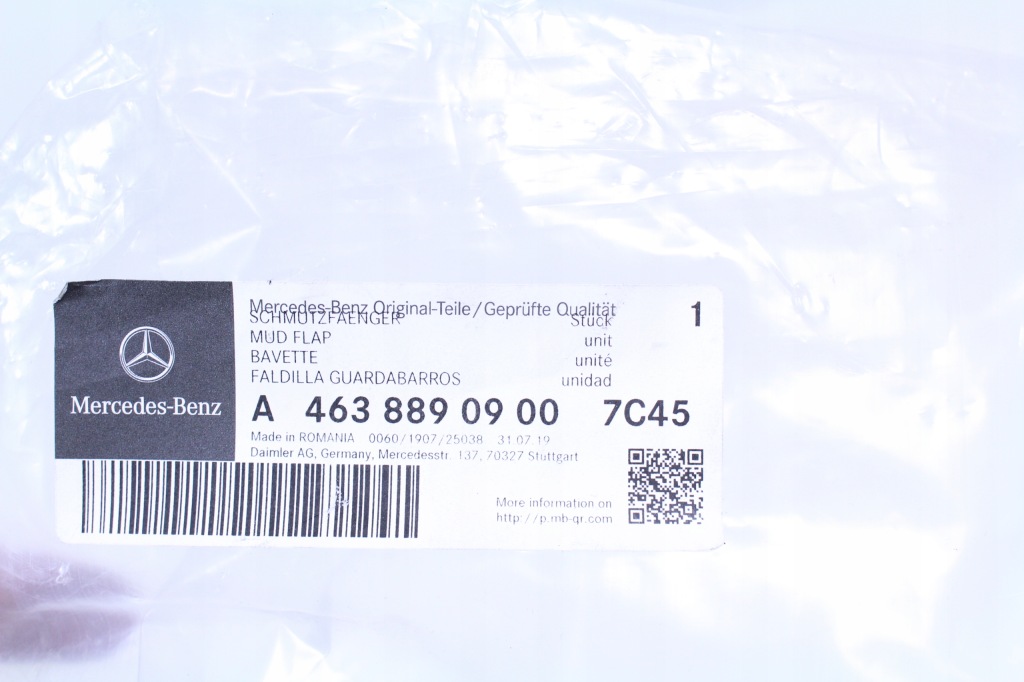 Mercedes-Benz Original-Teile/Geprüfte Qualität 1
SCHMUTZFAENGER Stück
MUD FLAP unit
BAVETTE unité
FALDILLA GUARDABARROS unidad
Mercedes-Benz
A 463 889 09 00 7C45
Made in ROMANIA 0060/1907/25038 31.07.19
Daimler AG, Germany, Mercedesstr. 137, 70327 Stuttgart
More information on
http://p.mb-qr.com